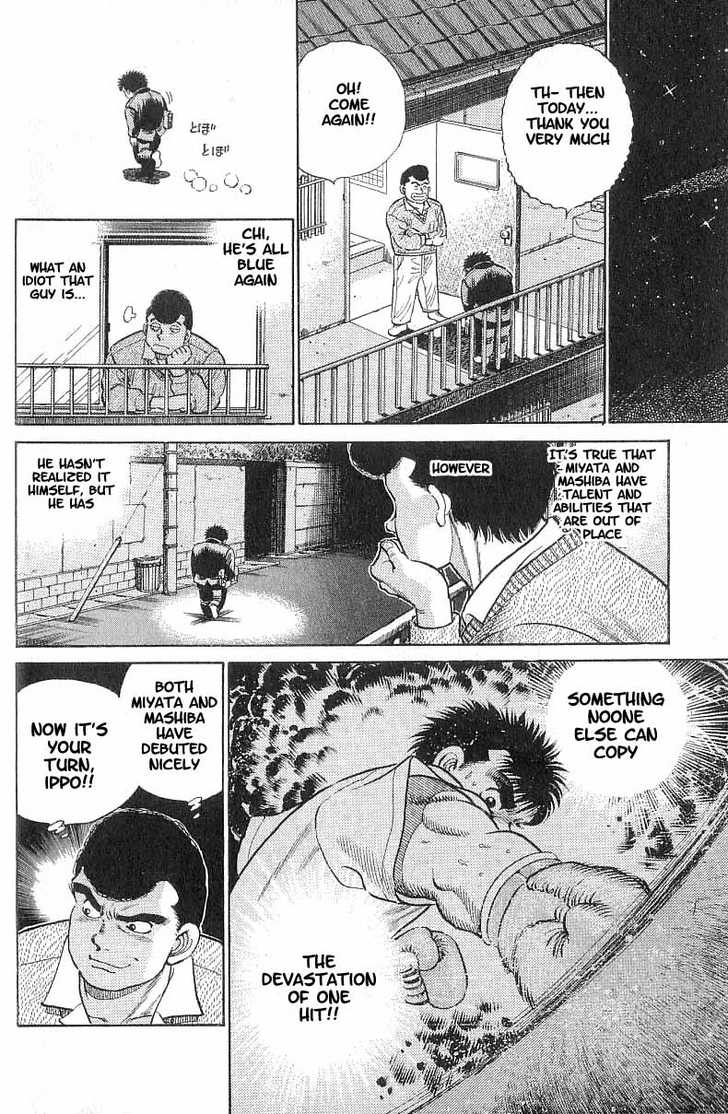 TH- THEN
TODAY...
THANK YOU
VERY MUCH
OH!
COME
AGAIN!!
とぼ
とぼ
CHI,
HE'S ALL
BLUE
AGAIN
WHAT AN
IDIOT THAT
GUY IS...
IT'S TRUE THAT
MIYATA AND
MASHIBA HAVE
TALENT AND
ABILITIES THAT
ARE OUT OF
PLACE
HOWEVER
HE HASN'T
REALIZED IT
HIMSELF, BUT
HE HAS
SOMETHING
NOONE
ELSE CAN
COPY
THE
DEVASTATION
OF ONE
HIT!!
BOTH
MIYATA AND
MASHIBA
HAVE
DEBUTED
NICELY
NOW IT'S
YOUR
TURN,
IPPO!!